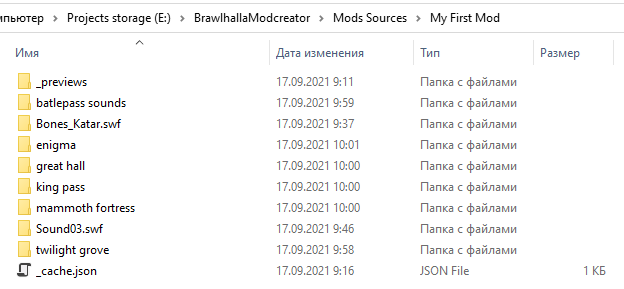 мпьютер > Projects storage (E:) > BrawlhallaModcreator > Mods Sources > My First Mod
Имя Дата изменения Тип Размер
_previews 17.09.2021 9:11 Папка с файлами
batlepass sounds 17.09.2021 9:59 Папка с файлами
Bones_Katar.swf 17.09.2021 9:37 Папка с файлами
enigma 17.09.2021 10:01 Папка с файлами
great hall 17.09.2021 10:00 Папка с файлами
king pass 17.09.2021 10:00 Папка с файлами
mammoth fortress 17.09.2021 10:00 Папка с файлами
Sound03.swf 17.09.2021 9:46 Папка с файлами
twilight grove 17.09.2021 9:58 Папка с файлами
_cache.json 17.09.2021 9:16 JSON File 1 КБ